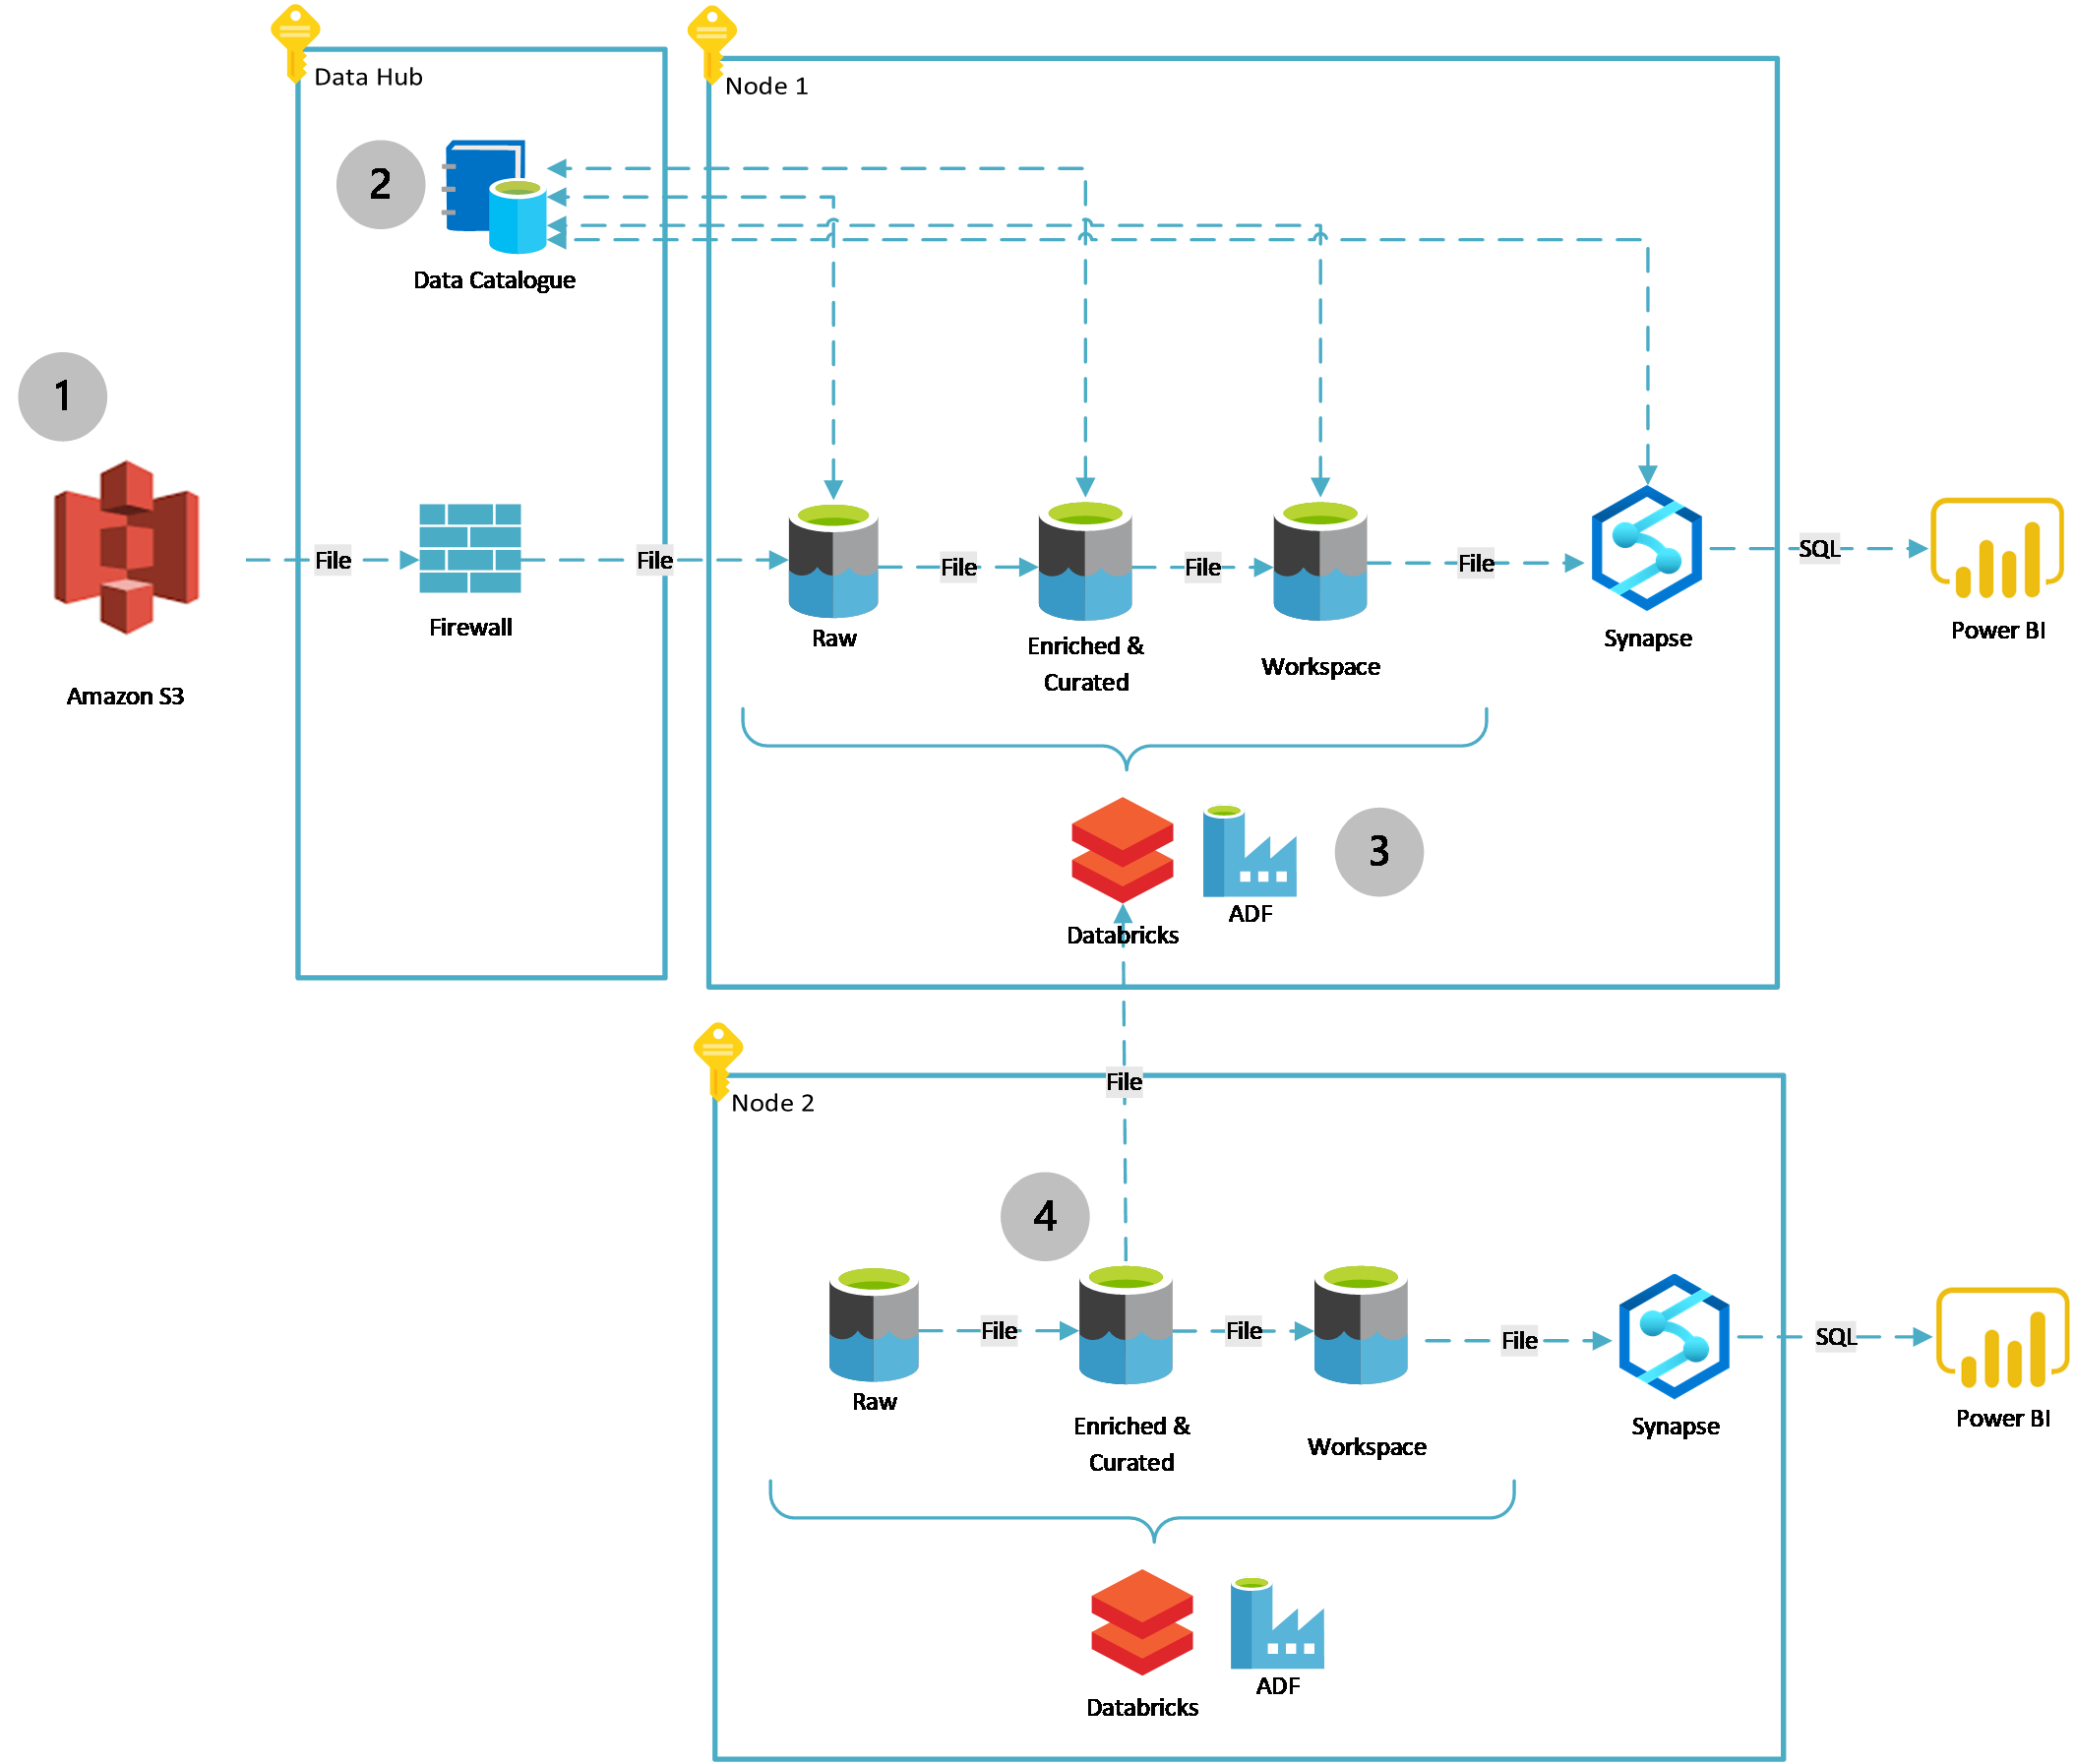 Data Hub
Node 1
2
Data Catalogue
1
File
File
File
File
File
SQL
Firewall
Raw
Enriched &
Curated
Workspace
Synapse
Power BI
Amazon S3
3
ADF
Databricks
File
Node 2
4
File
File
File
SQL
Raw
Enriched &
Curated
Workspace
Synapse
Power BI
ADF
Databricks